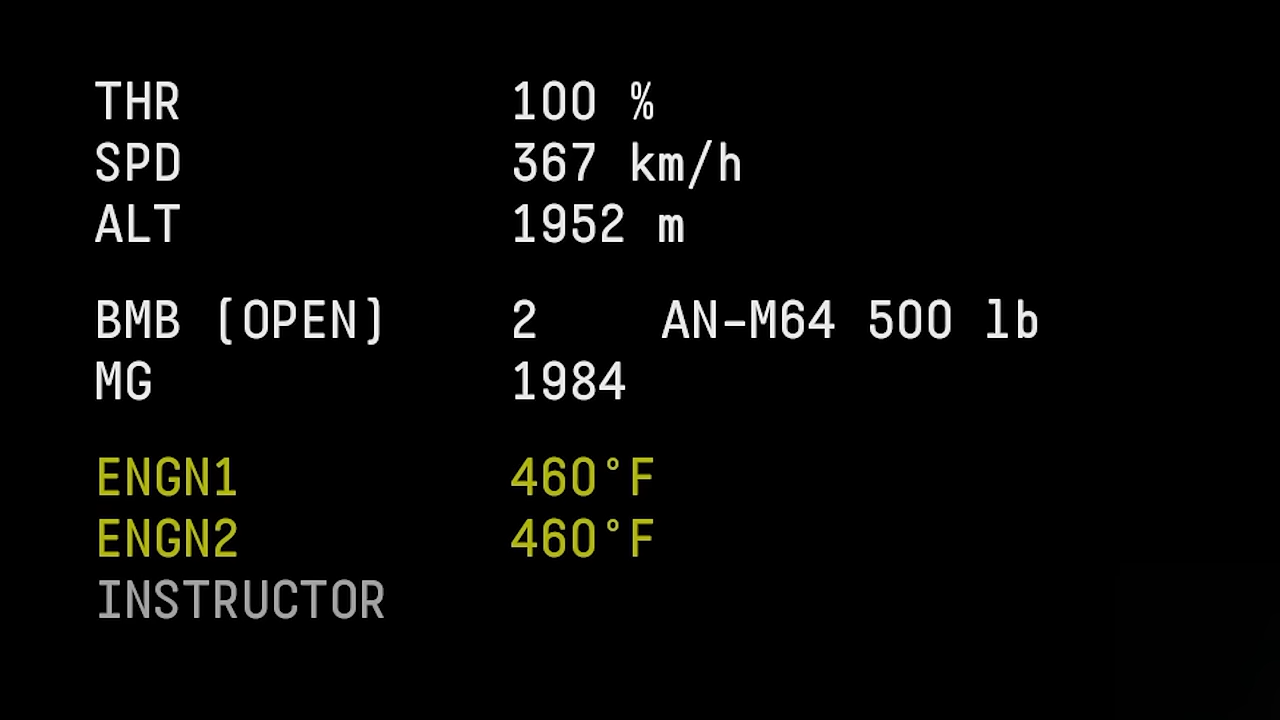 THR 100 %
SPD 367 km/h
ALT 1952 m
BMB (OPEN) 2 AN-M64 500 lb
MG 1984
ENGN1 460°F
ENGN2 460°F
INSTRUCTOR